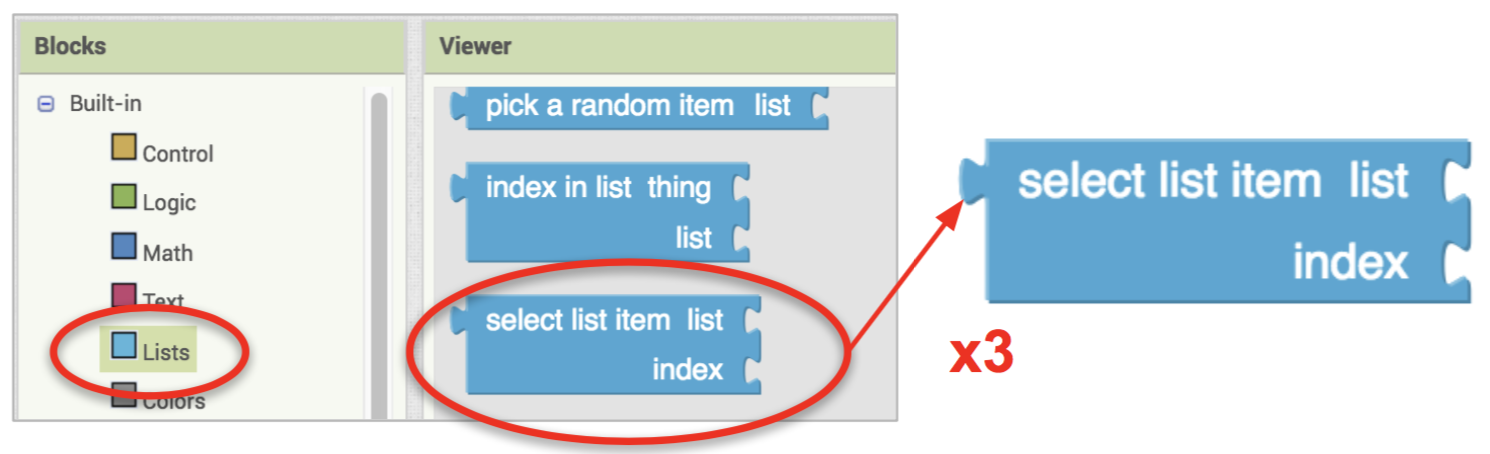 Blocks
Built-in
Control
Logic
Math
Text
Lists
Colors
Viewer
pick a random item list
index in list thing
list
select list item list
index
select list item list
index
x3